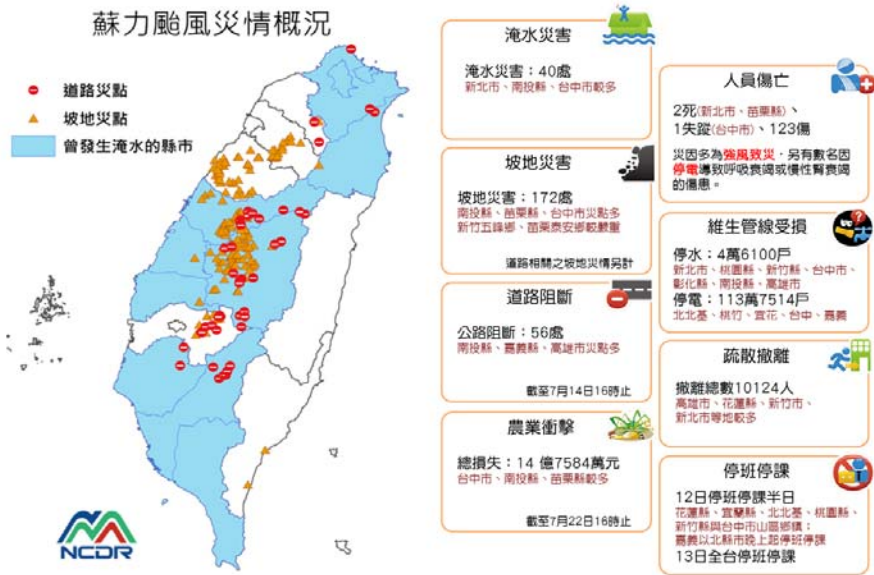 蘇力颱風災情概況
道路災點
坡地災點
曾發生淹水的縣市
NCDR
淹水災害
淹水災害：40處
新北市、南投縣、台中市較多
坡地災害
坡地災害：172處
南投縣、苗栗縣、台中市災點多
新竹五峰鄉、苗栗泰安鄉較嚴重
道路相關之坡地災情另計
道路阻斷
公路阻斷：56處
南投縣、嘉義縣、高雄市災點多
截至7月14日16時止
農業衝擊
總損失：14 億7584萬元
台中市、南投縣、苗栗縣較多
截至7月22日16時止
人員傷亡
2死(新北市、苗栗縣)、
1失蹤(台中市)、123傷
災因多為強風致災，另有數名因
停電導致呼吸衰竭或慢性腎衰竭
的傷患。
維生管線受損
停水：4萬6100戶
新北市、桃園縣、新竹縣、台中市、
彰化縣、南投縣、高雄市
停電：113萬7514戶
北北基、桃竹、宜花、台中、嘉義
疏散撤離
撤離總數10124人
高雄市、花蓮縣、新竹市、
新北市等地較多
停班停課
12日停班停課半日
花蓮縣、宜蘭縣、北北基、桃園縣、
新竹縣與台中市山區鄉鎮；
嘉義以北縣市晚上起停班停課
13日全台停班停課